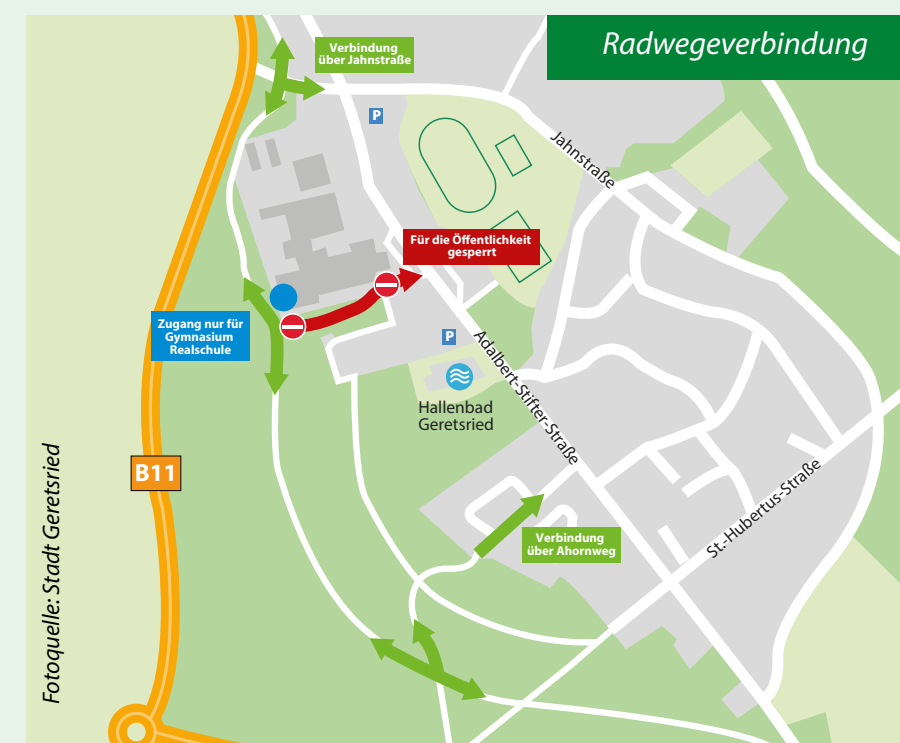 Radwegeverbindung
Verbindung
über Jahnstraße
P
Jahnstraße
Für die Öffentlichkeit
gesperrt
Zugang nur für
Gymnasium
Realschule
P
Adalbert-Stifter-Straße
Hallenbad
Geretsried
B11
St.-Hubertus-Straße
Verbindung
über Ahornweg
Fotoquelle: Stadt Geretsried